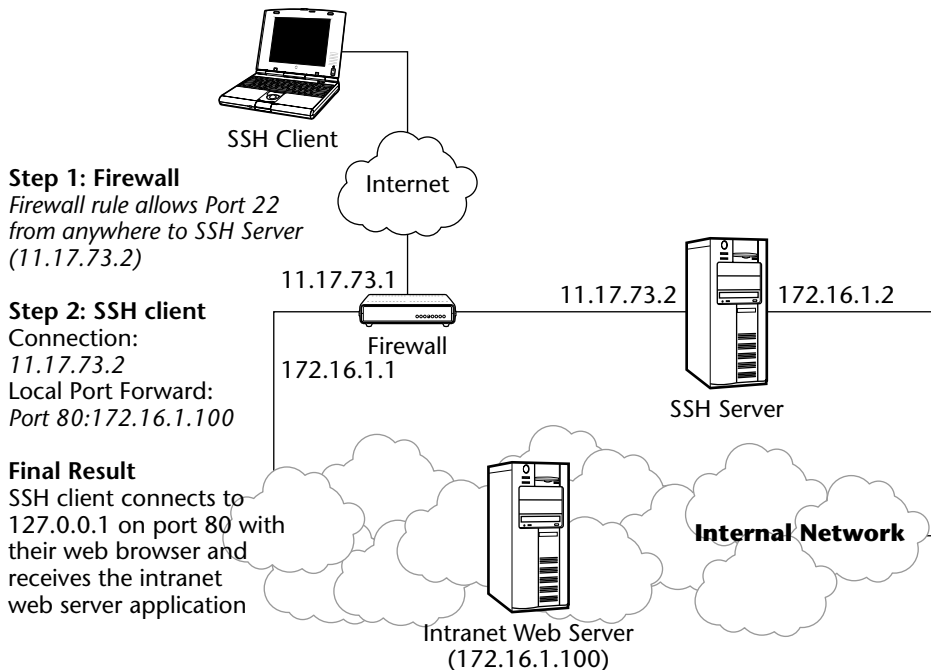 SSH Client
Internet
Step 1: Firewall
Firewall rule allows Port 22
from anywhere to SSH Server
(11.17.73.2)
11.17.73.1
11.17.73.2
172.16.1.2
Step 2: SSH client
Connection:
11.17.73.2
Local Port Forward:
Port 80:172.16.1.100
Firewall
172.16.1.1
SSH Server
Final Result
SSH client connects to
127.0.0.1 on port 80 with
their web browser and
receives the intranet
web server application
Internal Network
Intranet Web Server
(172.16.1.100)